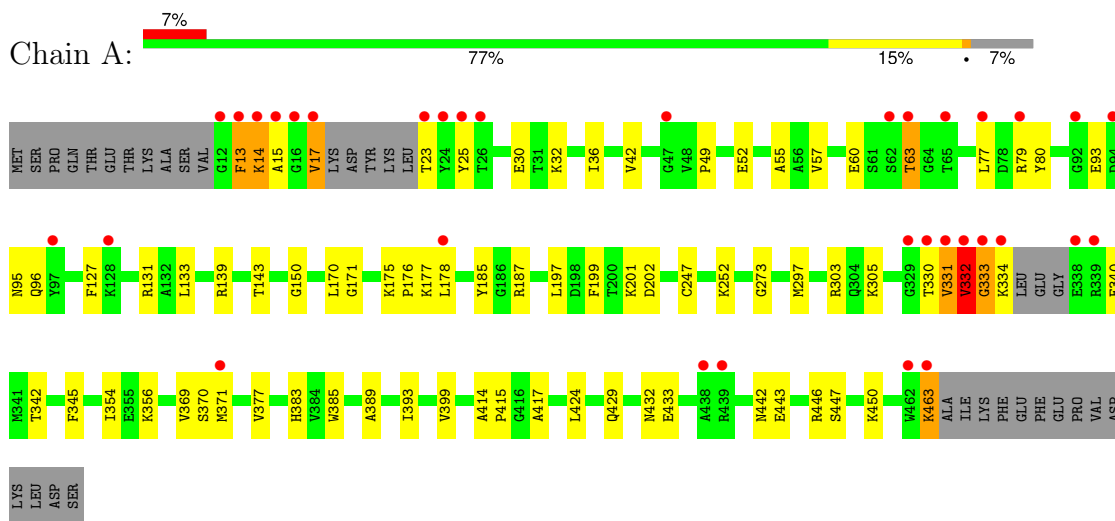 7%
Chain A:
77% 15% • 7%
MET SER PRO GLN THR GLU THR LYS ALA SER VAL G12 F13 K14 A15 G16 V17 LYS ASP TYR LYS LEU T23 Y24 Y25 T26 E30 T31 K32 I36 V42 G47 V48 P49 E52 A55 A56 V57 E60 S61 S62 T63 G64 T65 L77 D78 R79 Y80 G92 E93 D94
N95 Q96 Y97 F127 K128 R131 A132 L133 R139 T143 G150 L170 G171 K175 P176 K177 L178 Y185 G186 R187 L197 D198 F199 T200 K201 D202 C247 K252 G273 M297 R303 Q304 K305 G329 T330 V331 V332 G333 K334 LEU GLU GLY E338 R339 E340
M341 T342 F345 I354 E355 K356 V369 S370 M371 V377 H383 V384 W385 A389 I393 V399 A414 P415 G416 A417 L424 Q429 N432 E433 A438 R439 N442 E443 R446 S447 K450 W462 K463 ALA ILE LYS PHE GLU PHE GLU PRO VAL ASP
LYS LEU ASP SER